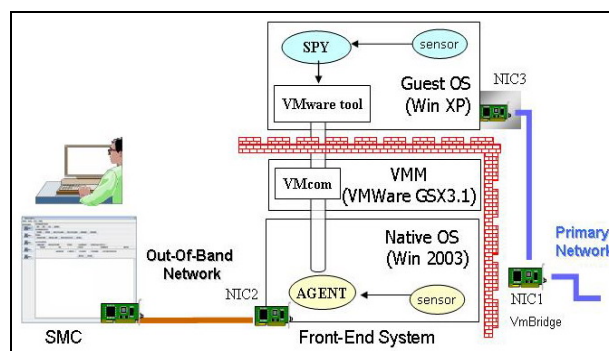 SPY
sensor
Guest OS
(Win XP)
NIC3
VMware tool
VMcom
VMM
(VMWare GSX3.1)
Native OS
(Win 2003)
Primary
Network
Out-Of-Band
Network
NIC2
AGENT
sensor
NIC1
VmBridge
SMC
Front-End System